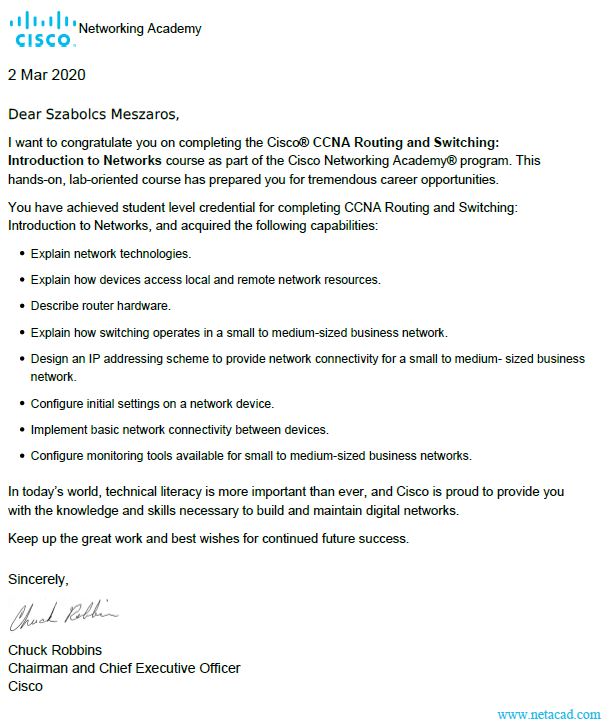 CISCO Networking Academy
2 Mar 2020
Dear Szabolcs Meszaros,
I want to congratulate you on completing the Cisco® CCNA Routing and Switching:
Introduction to Networks course as part of the Cisco Networking Academy® program. This
hands-on, lab-oriented course has prepared you for tremendous career opportunities.
You have achieved student level credential for completing CCNA Routing and Switching:
Introduction to Networks, and acquired the following capabilities:
• Explain network technologies.
• Explain how devices access local and remote network resources.
• Describe router hardware.
• Explain how switching operates in a small to medium-sized business network.
• Design an IP addressing scheme to provide network connectivity for a small to medium- sized business
network.
• Configure initial settings on a network device.
• Implement basic network connectivity between devices.
• Configure monitoring tools available for small to medium-sized business networks.
In today's world, technical literacy is more important than ever, and Cisco is proud to provide you
with the knowledge and skills necessary to build and maintain digital networks.
Keep up the great work and best wishes for continued future success.
Sincerely,
Chuck Robbins
Chuck Robbins
Chairman and Chief Executive Officer
Cisco
www.netacad.com